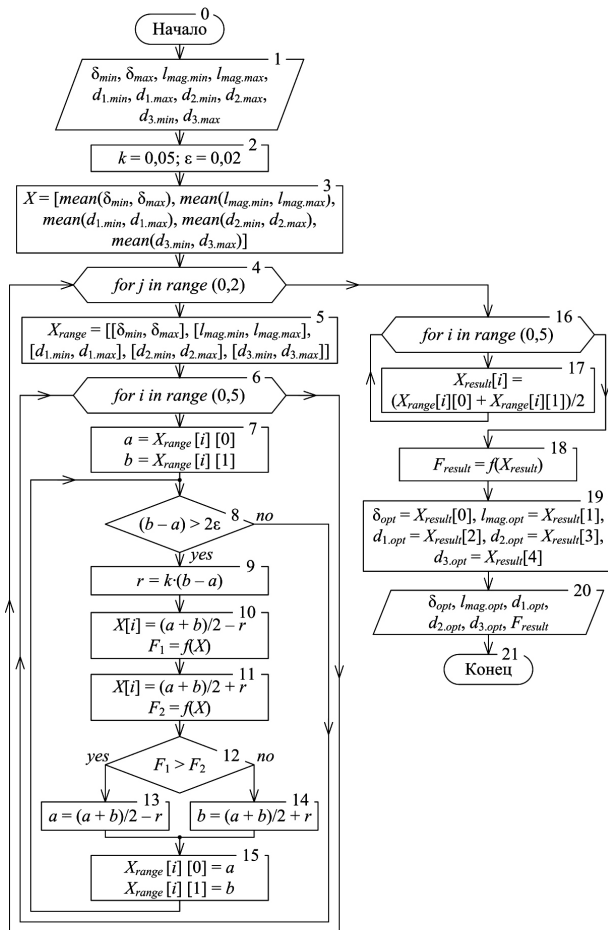 0
Начало
1
δmin, δmax, lmag.min, lmag.max,
d1.min, d1.max, d2.min, d2.max,
d3.min, d3.max
2
k = 0,05; ε = 0,02
3
X = [mean(δmin, δmax), mean(lmag.min, lmag.max),
mean(d1.min, d1.max), mean(d2.min, d2.max),
mean(d3.min, d3.max)]
4
for j in range (0,2)
5
Xrange = [[δmin, δmax], [lmag.min, lmag.max],
[d1.min, d1.max], [d2.min, d2.max], [d3.min, d3.max]]
6
for i in range (0,5)
7
a = Xrange [i] [0]
b = Xrange [i] [1]
8
(b – a) > 2ε
no
yes
9
r = k·(b – a)
10
X[i] = (a + b)/2 – r
F1 = f(X)
11
X[i] = (a + b)/2 + r
F2 = f(X)
12
yes
F1 > F2
no
13
a = (a + b)/2 – r
14
b = (a + b)/2 + r
15
Xrange [i] [0] = a
Xrange [i] [1] = b
16
for i in range (0,5)
17
Xresult[i] =
(Xrange[i][0] + Xrange[i][1])/2
18
Fresult = f(Xresult)
19
δopt = Xresult[0], lmag.opt = Xresult[1],
d1.opt = Xresult[2], d2.opt = Xresult[3],
d3.opt = Xresult[4]
20
δopt, lmag.opt, d1.opt,
d2.opt, d3.opt, Fresult
21
Конец